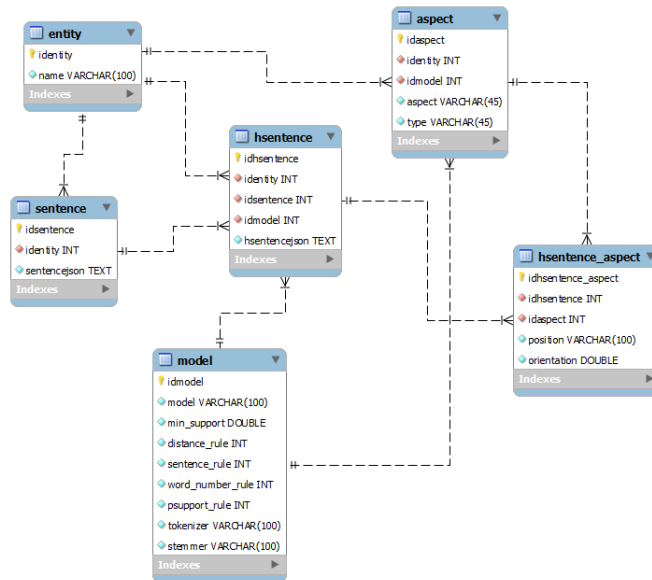 entity
identity
name VARCHAR(100)
Indexes
aspect
idaspect
identity INT
idmodel INT
aspect VARCHAR(45)
type VARCHAR(45)
Indexes
hsentence
idhsentence
identity INT
idsentence INT
idmodel INT
hsentencejson TEXT
Indexes
sentence
idsentence
identity INT
sentencejson TEXT
Indexes
hsentence_aspect
idhsentence_aspect
idhsentence INT
idaspect INT
position VARCHAR(100)
orientation DOUBLE
Indexes
model
idmodel
model VARCHAR(100)
min_support DOUBLE
distance_rule INT
sentence_rule INT
word_number_rule INT
psupport_rule INT
tokenizer VARCHAR(100)
stemmer VARCHAR(100)
Indexes